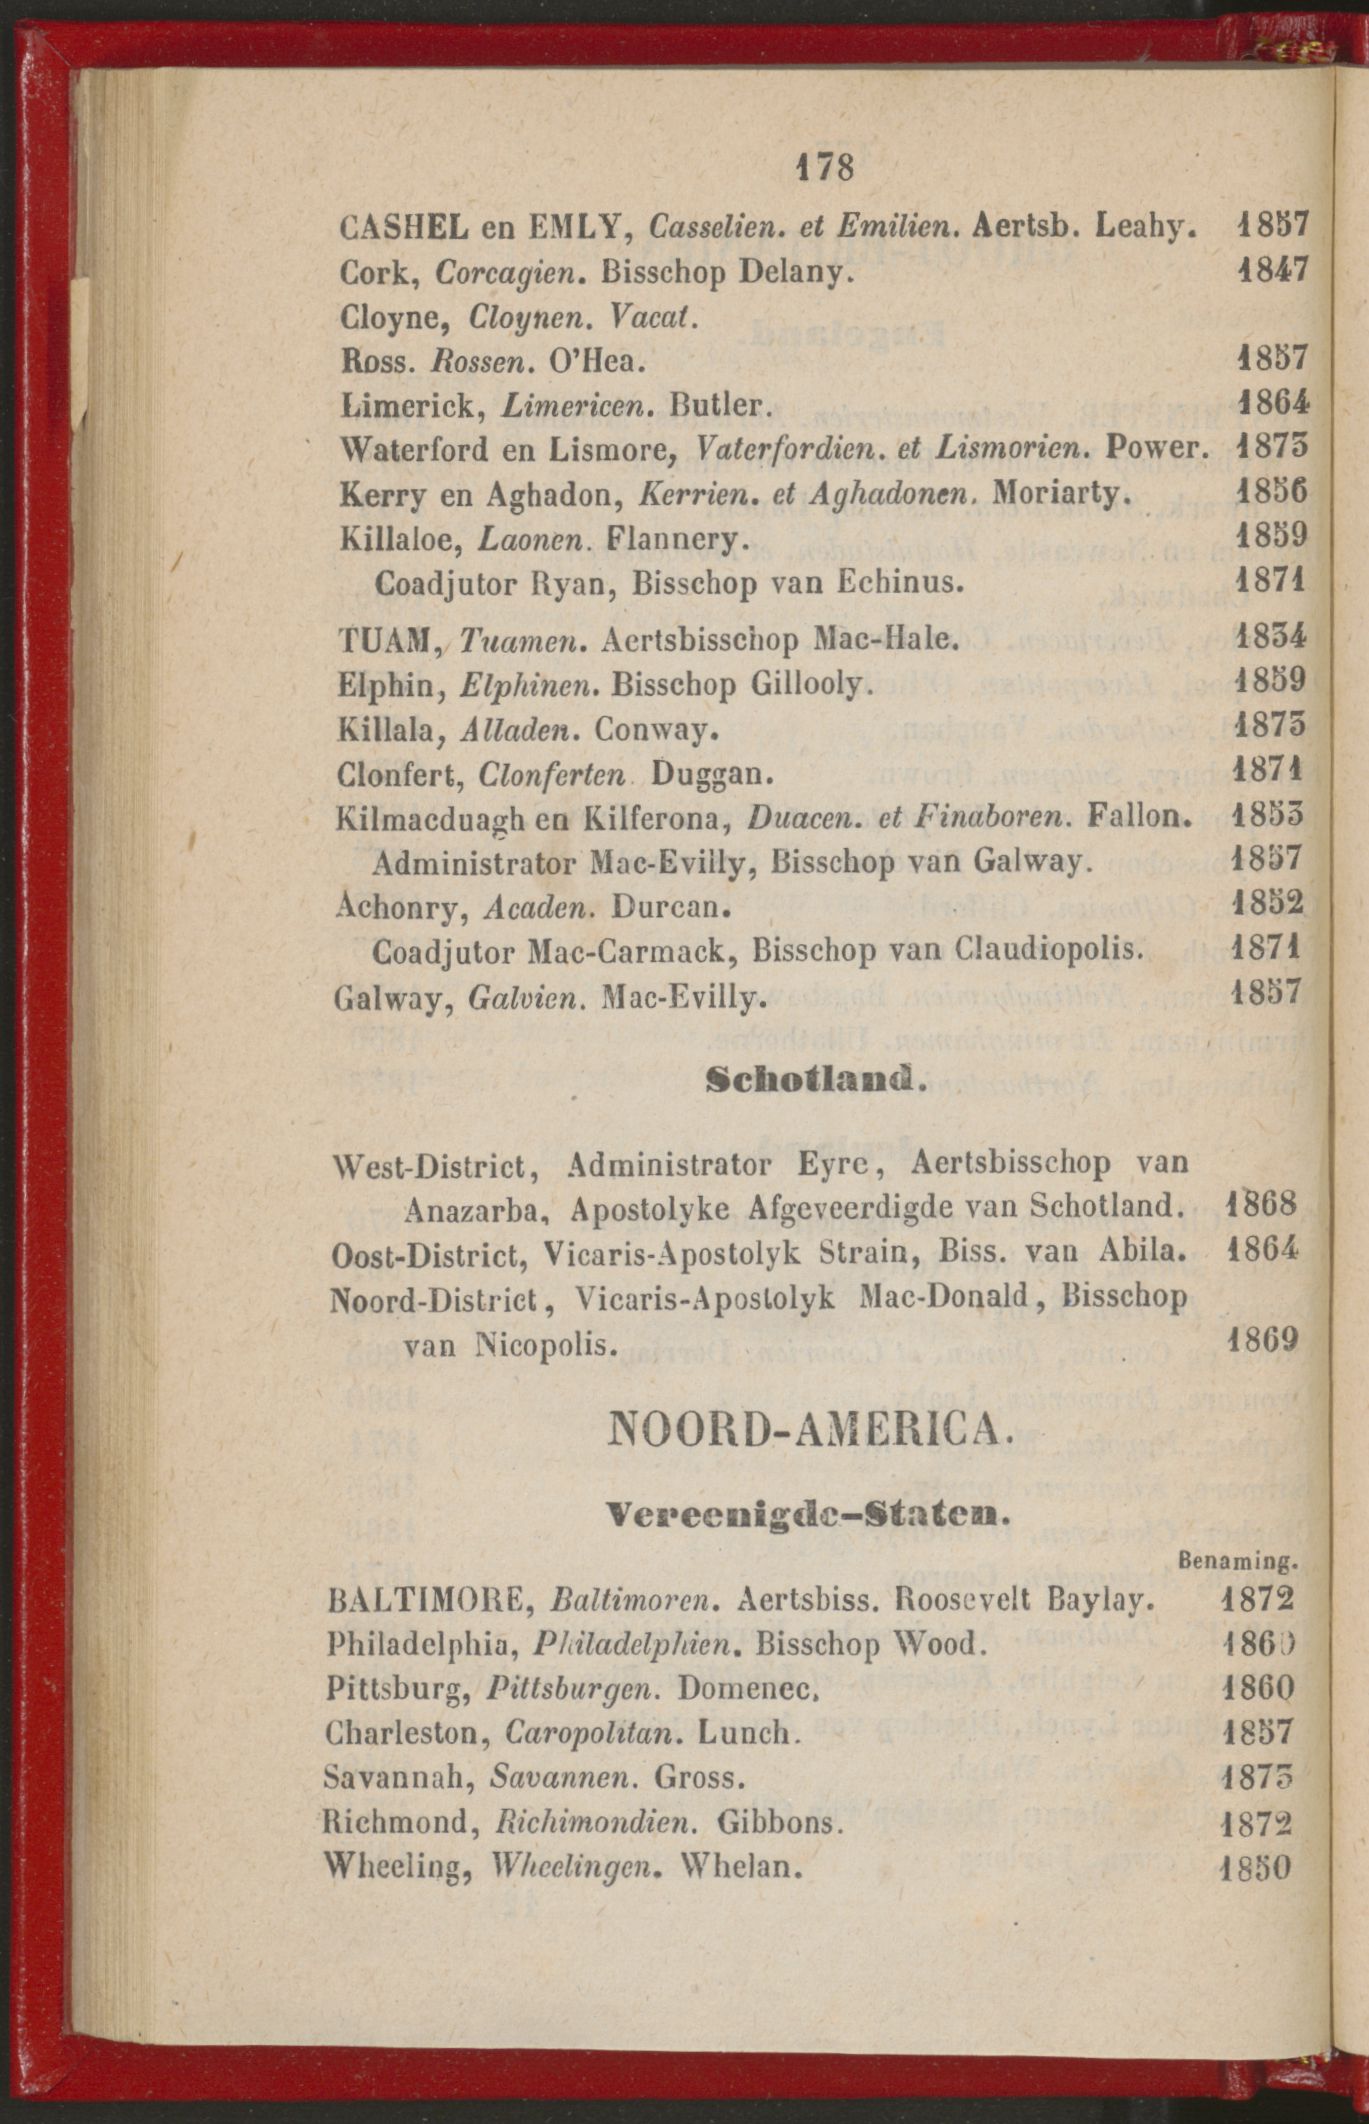 178
CASHEL en EMLY, Casselien. et Emilien. Aertsb. Leahy. 1857
Cork, Corcagien. Bisschop Delany. 1847
Cloyne, Cloynen. Vacat.
Ross. Rossen. O'Hea. 1857
Limerick, Limericen. Butler. 1864
Waterford en Lismore, Vaterfordien. et Lismorien. Power. 1873
Kerry en Aghadon, Kerrien. et Aghadonen. Moriarty. 1856
Killaloe, Laonen. Flannery. 1859
Coadjutor Ryan, Bisschop van Echinus. 1871
TUAM, Tuamen. Aertsbisschop Mac-Hale. 1834
Elphin, Elphinen. Bisschop Gillooly. 1859
Killala, Alladen. Conway. 1873
Clonfert, Clonferten. Duggan. 1871
Kilmacduagh en Kilferona, Duacen. et Finaboren. Fallon. 1853
Administrator Mac-Evilly, Bisschop van Galway. 1857
Achonry, Acaden. Durcan. 1852
Coadjutor Mac-Carmack, Bisschop van Claudiopolis. 1871
Galway, Galvien. Mac-Evilly. 1857
Schotland.
West-District, Administrator Eyre, Aertsbisschop van
Anazarba, Apostolyke Afgeveerdigde van Schotland. 1868
Oost-District, Vicaris-Apostolyk Strain, Biss. van Abila. 1864
Noord-District, Vicaris-Apostolyk Mac-Donald, Bisschop
van Nicopolis. 1869
NOORD-AMERICA.
Vereenigde-Staten.
Benaming.
BALTIMORE, Baltimoren. Aertsbiss. Roosevelt Baylay. 1872
Philadelphia, Philadelphien. Bisschop Wood. 1860
Pittsburg, Pittsburgen. Domenec. 1860
Charleston, Caropolitan. Lunch. 1857
Savannah, Savannen. Gross. 1873
Richmond, Richimondien. Gibbons. 1872
Wheeling, Wheelingen. Whelan. 1850